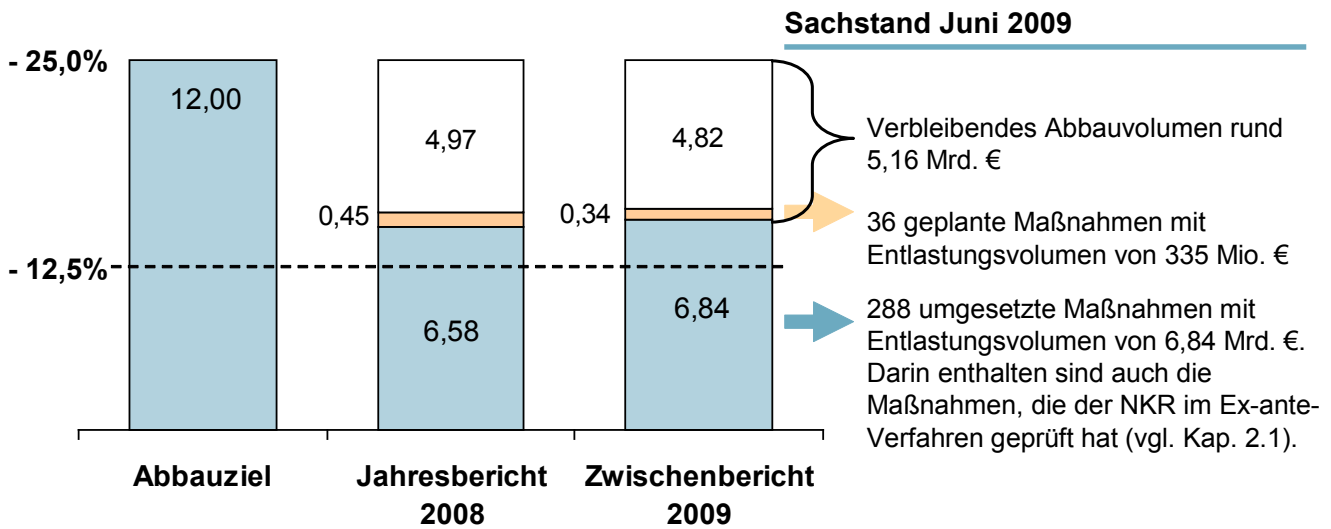 Sachstand Juni 2009
- 25,0%
12,00
4,97
4,82
Verbleibendes Abbauvolumen rund
5,16 Mrd. €
0,45
0,34
36 geplante Maßnahmen mit
Entlastungsvolumen von 335 Mio. €
- 12,5%
6,58
6,84
288 umgesetzte Maßnahmen mit
Entlastungsvolumen von 6,84 Mrd. €.
Darin enthalten sind auch die
Maßnahmen, die der NKR im Ex-ante-
Verfahren geprüft hat (vgl. Kap. 2.1).
Abbauziel
Jahresbericht
2008
Zwischenbericht
2009